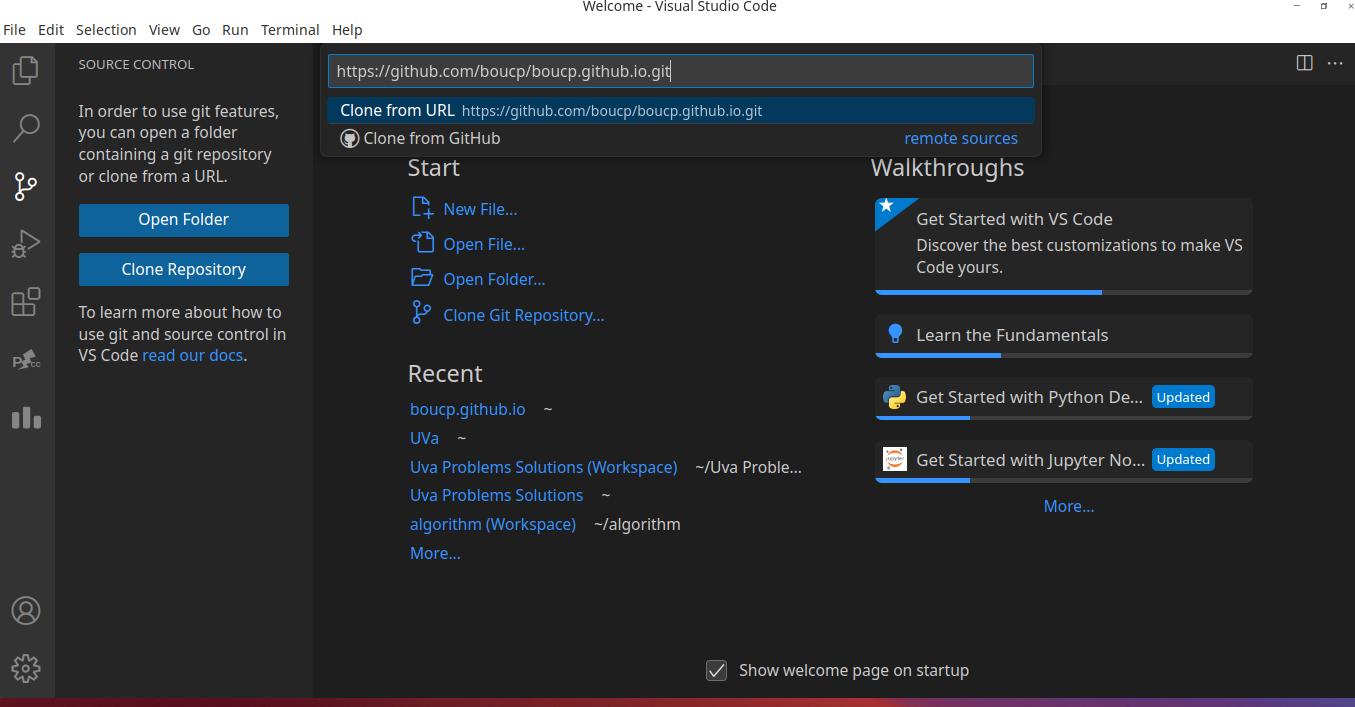 Welcome - Visual Studio Code
File Edit Selection View Go Run Terminal Help
SOURCE CONTROL
In order to use git features,
you can open a folder
containing a git repository
or clone from a URL.
Open Folder
Clone Repository
To learn more about how to
use git and source control in
VS Code read our docs.
https://github.com/boucp/boucp.github.io.git
Clone from URL https://github.com/boucp/boucp.github.io.git
Clone from GitHub remote sources
Start
New File...
Open File...
Open Folder...
Clone Git Repository...
Recent
boucp.github.io ~
UVa ~
Uva Problems Solutions (Workspace) ~/Uva Proble...
Uva Problems Solutions ~
algorithm (Workspace) ~/algorithm
More...
Walkthroughs
Get Started with VS Code
Discover the best customizations to make VS
Code yours.
Learn the Fundamentals
Get Started with Python De... Updated
Get Started with Jupyter No... Updated
More...
Show welcome page on startup